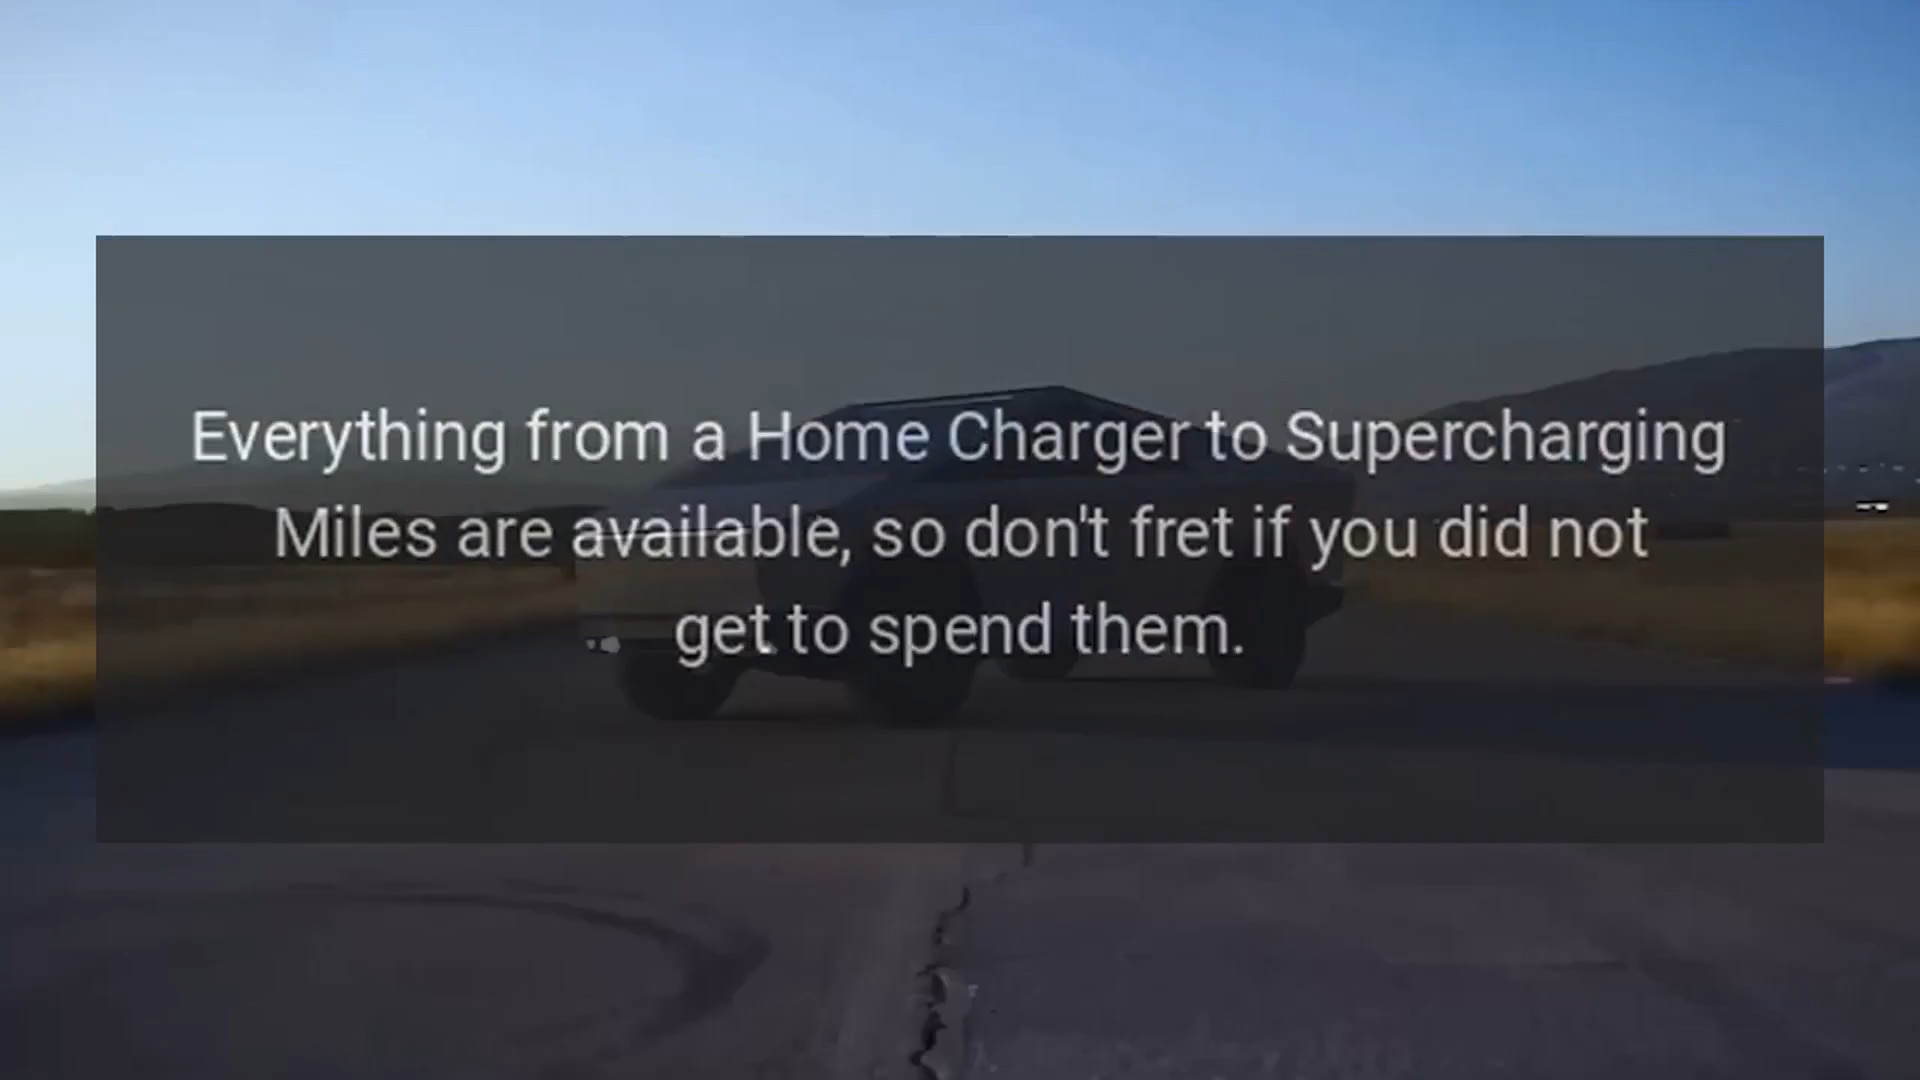 Everything from a Home Charger to Supercharging
Miles are available, so don't fret if you did not
get to spend them.